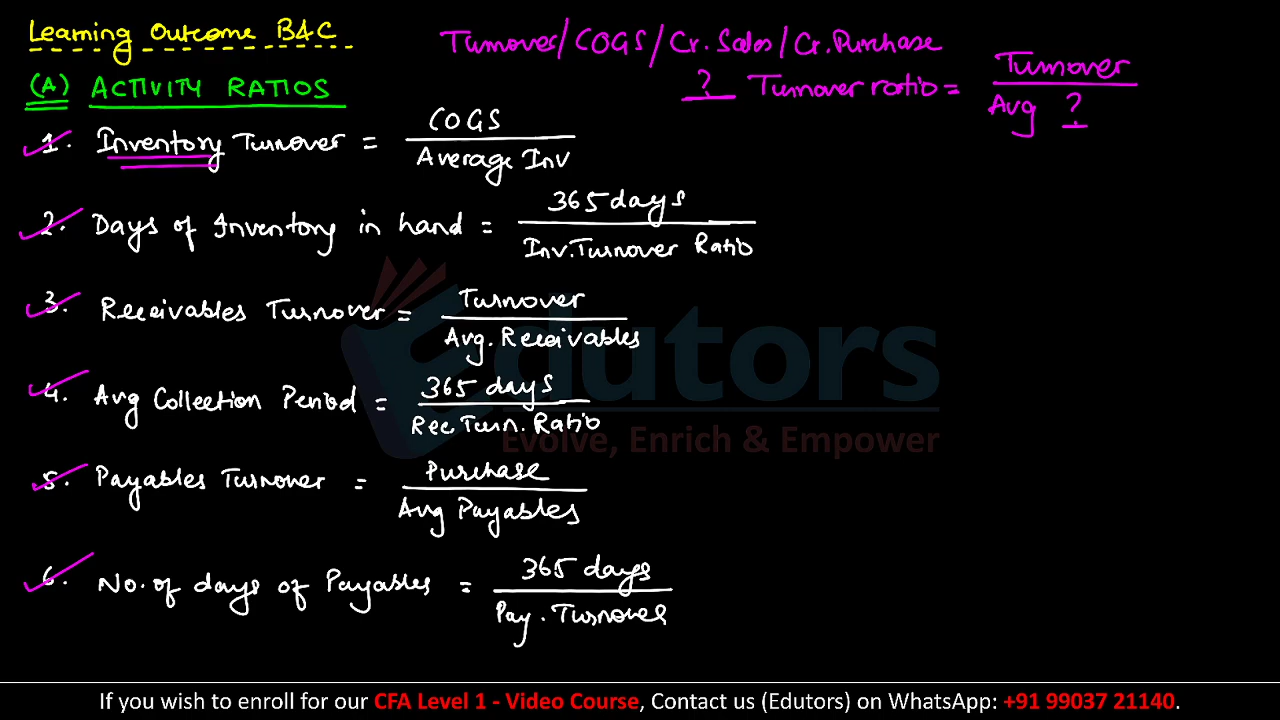 Learning Outcome B&C
Turnover/COGS/Cr. Sales/Cr. Purchase
? Turnover ratio = Turnover
Avg ?
(A) ACTIVITY RATIOS
1. Inventory Turnover = COGS
Average Inv
2. Days of Inventory in hand = 365 days
Inv. Turnover Ratio
3. Receivables Turnover = Turnover
Avg. Receivables
4. Avg Collection Period = 365 days
Rec Turn. Ratio
5. Payables Turnover = Purchase
Avg Payables
6. No. of days of Payables = 365 days
Pay. Turnover
Edutors
Evolve, Enrich & Empower
If you wish to enroll for our CFA Level 1 - Video Course, Contact us (Edutors) on WhatsApp: +91 99037 21140.